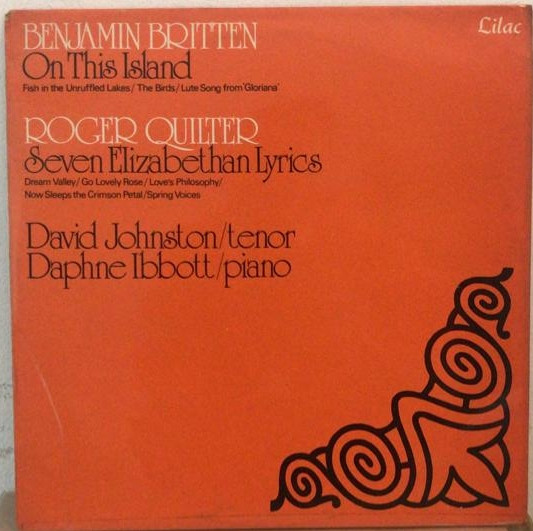 Lilac
BENJAMIN BRITTEN
On This Island
Fish in the Unruffled Lakes/The Birds/Lute Song from 'Gloriana'
ROGER QUILTER
Seven Elizabethan Lyrics
Dream Valley/Go Lovely Rose/Love's Philosophy/
Now Sleeps the Crimson Petal/Spring Voices
David Johnston/tenor
Daphne Ibbott/piano